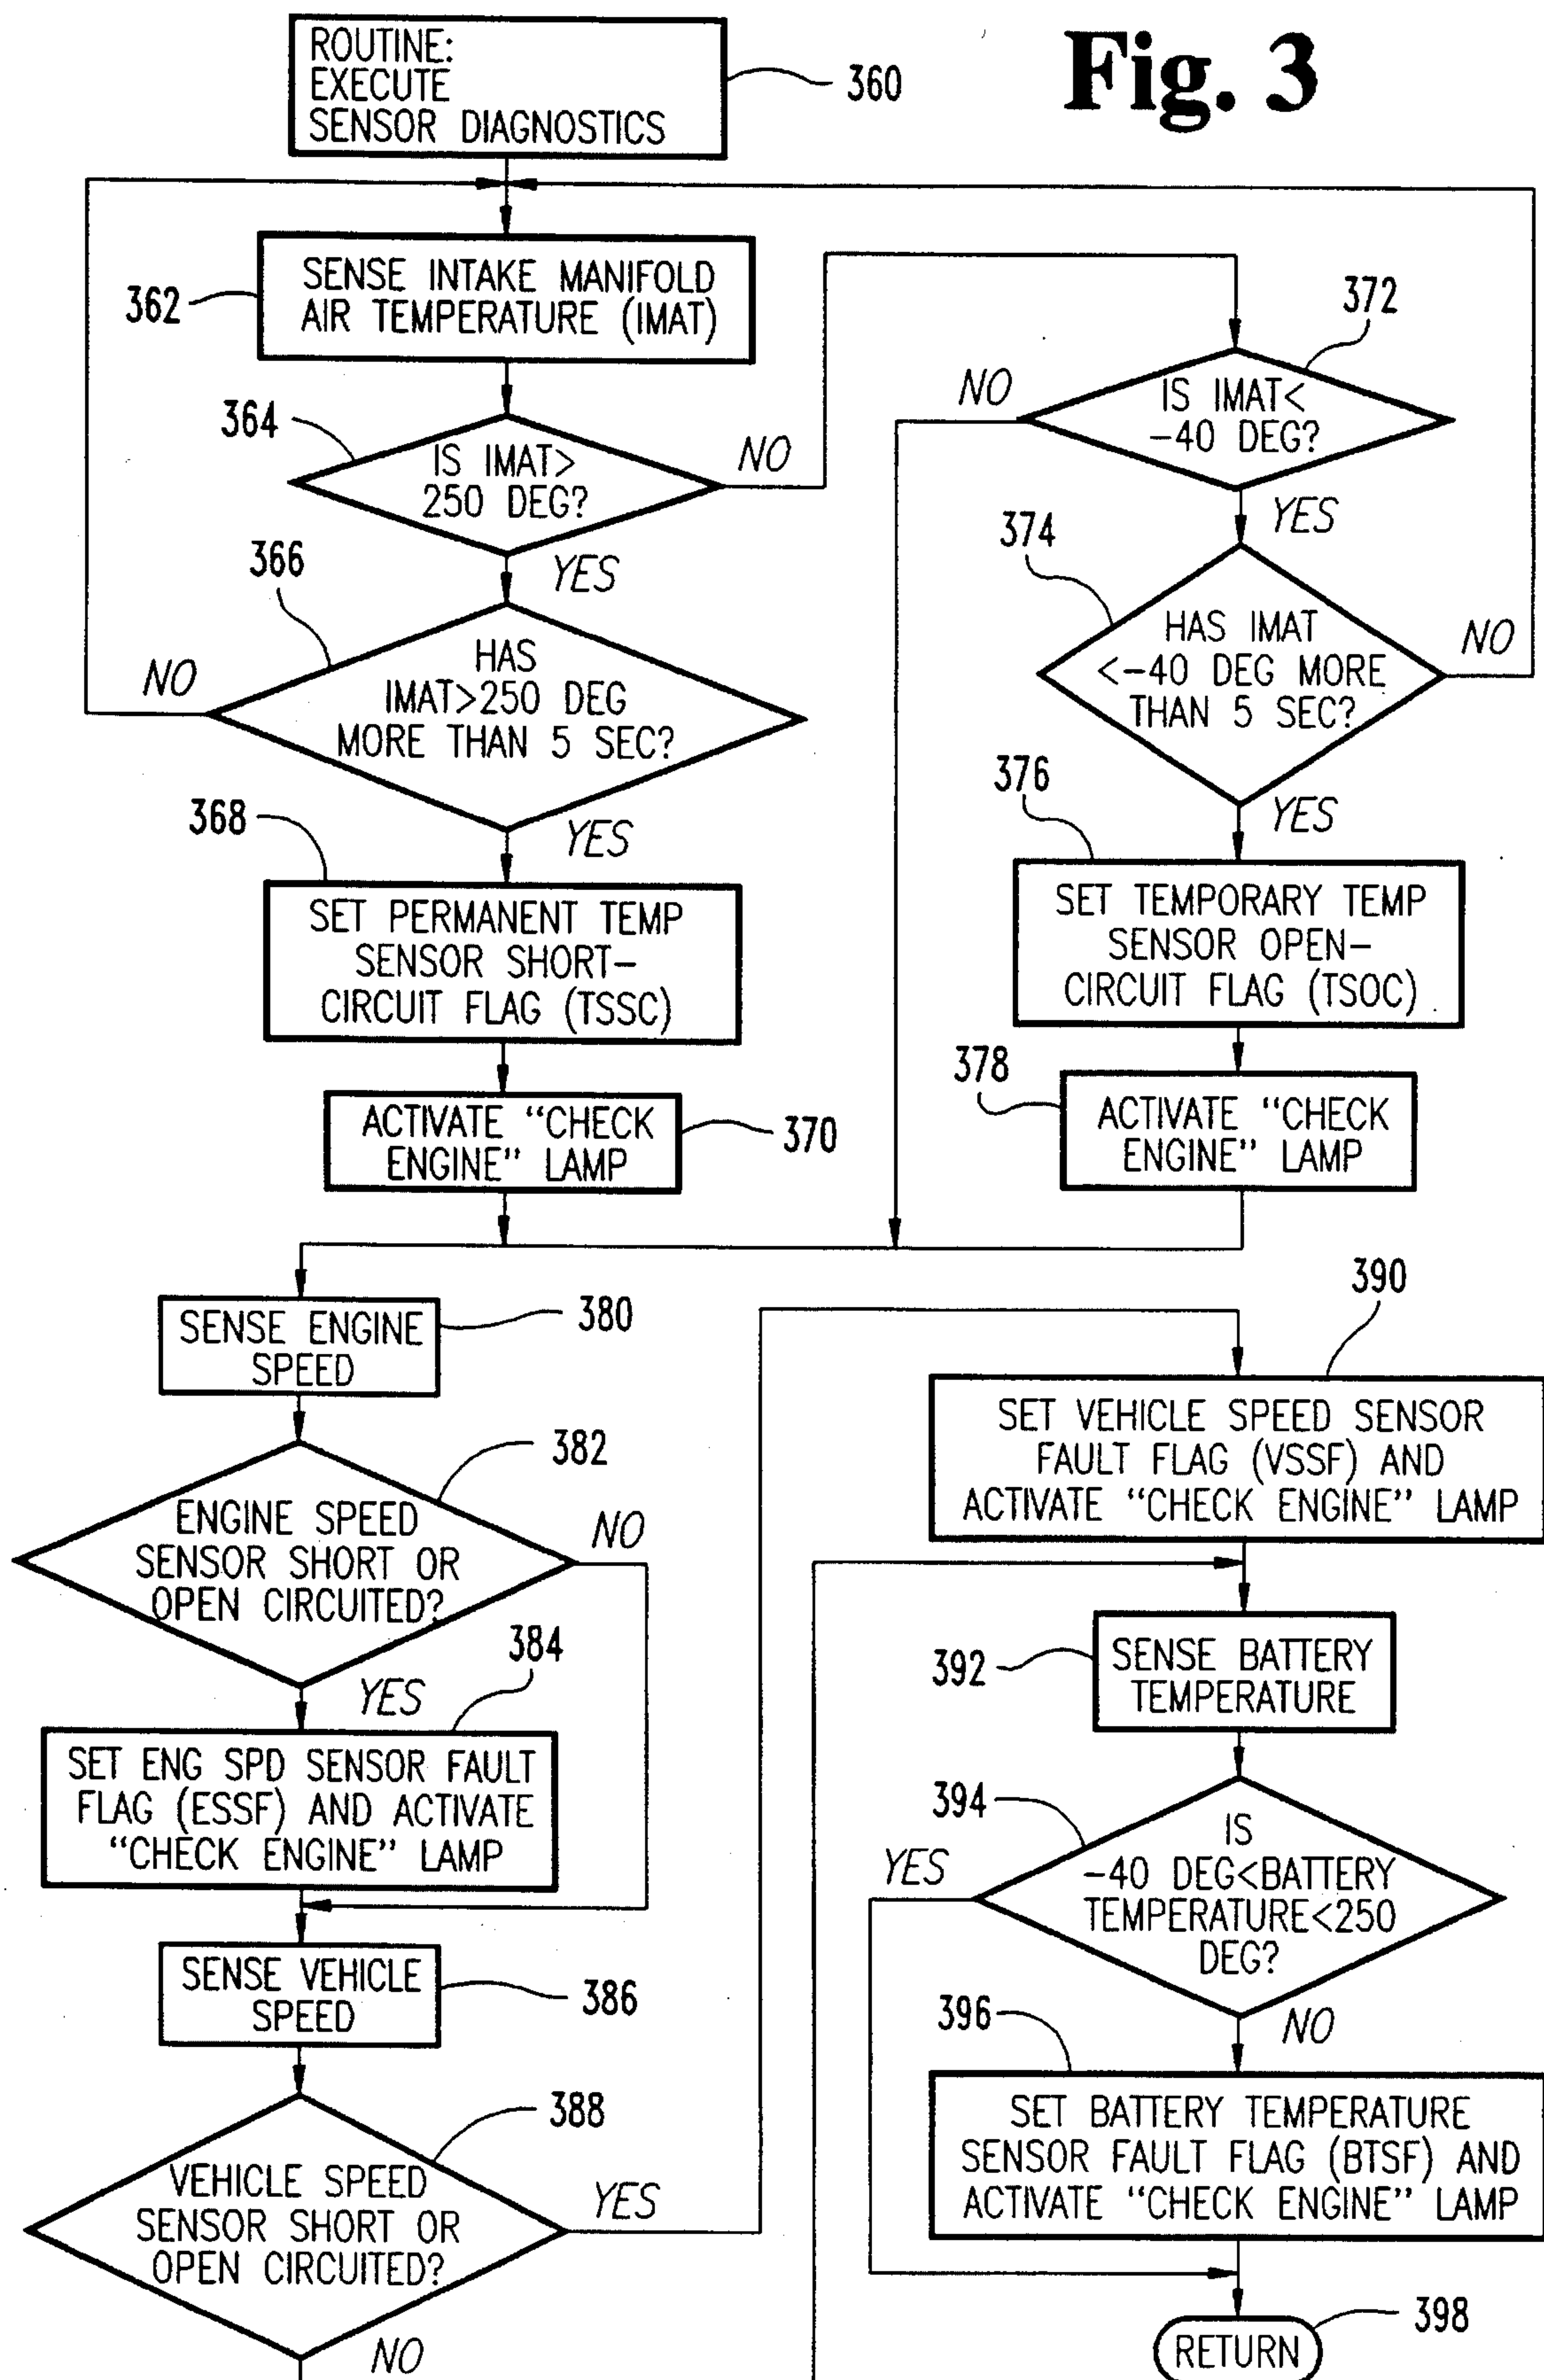 Fig. 3
ROUTINE:
EXECUTE
SENSOR DIAGNOSTICS
360
SENSE INTAKE MANIFOLD
AIR TEMPERATURE (IMAT)
362
364
IS IMAT>
250 DEG?
NO
YES
366
HAS
IMAT>250 DEG
MORE THAN 5 SEC?
NO
YES
368
SET PERMANENT TEMP
SENSOR SHORT-
CIRCUIT FLAG (TSSC)
ACTIVATE "CHECK
ENGINE" LAMP
370
372
IS IMAT<
-40 DEG?
NO
YES
374
HAS IMAT
<-40 DEG MORE
THAN 5 SEC?
NO
YES
376
SET TEMPORARY TEMP
SENSOR OPEN-
CIRCUIT FLAG (TSOC)
378
ACTIVATE "CHECK
ENGINE" LAMP
SENSE ENGINE
SPEED
380
382
ENGINE SPEED
SENSOR SHORT OR
OPEN CIRCUITED?
NO
YES
384
SET ENG SPD SENSOR FAULT
FLAG (ESSF) AND ACTIVATE
"CHECK ENGINE" LAMP
SENSE VEHICLE
SPEED
386
388
VEHICLE SPEED
SENSOR SHORT OR
OPEN CIRCUITED?
YES
NO
390
SET VEHICLE SPEED SENSOR
FAULT FLAG (VSSF) AND
ACTIVATE "CHECK ENGINE" LAMP
392
SENSE BATTERY
TEMPERATURE
394
IS
-40 DEG<BATTERY
TEMPERATURE<250
DEG?
YES
NO
396
SET BATTERY TEMPERATURE
SENSOR FAULT FLAG (BTSF) AND
ACTIVATE "CHECK ENGINE" LAMP
RETURN
398